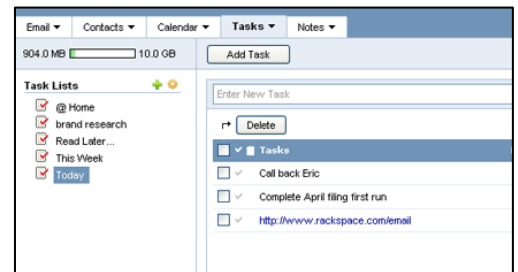 Email ▾ Contacts ▾ Calendar ▾ Tasks ▾ Notes ▾
904.0 MB 10.0 GB Add Task
Task Lists
@ Home
brand research
Read Later...
This Week
Today
Enter New Task
Delete
Tasks
Call back Eric
Complete April filing first run
http://www.rackspace.com/email